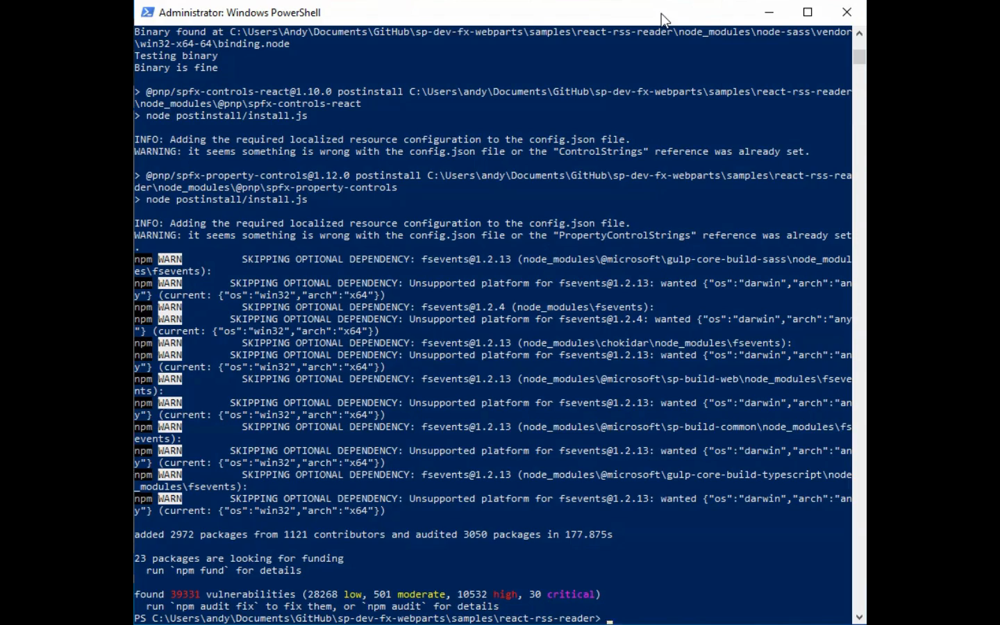 Administrator: Windows PowerShell
Binary found at C:\Users\Andy\Documents\GitHub\sp-dev-fx-webparts\samples\react-rss-reader\node_modules\node-sass\vendor
\win32-x64-64\binding.node
Testing binary
Binary is fine
> @pnp/spfx-controls-react@1.10.0 postinstall C:\Users\andy\Documents\GitHub\sp-dev-fx-webparts\samples\react-rss-reader
\node_modules\@pnp\spfx-controls-react
> node postinstall/install.js
INFO: Adding the required localized resource configuration to the config.json file.
WARNING: it seems something is wrong with the config.json file or the "ControlStrings" reference was already set.
> @pnp/spfx-property-controls@1.12.0 postinstall C:\Users\andy\Documents\GitHub\sp-dev-fx-webparts\samples\react-rss-rea
der\node_modules\@pnp\spfx-property-controls
> node postinstall/install.js
INFO: Adding the required localized resource configuration to the config.json file.
WARNING: it seems something is wrong with the config.json file or the "PropertyControlStrings" reference was already set
.
npm WARN SKIPPING OPTIONAL DEPENDENCY: fsevents@1.2.13 (node_modules\@microsoft\gulp-core-build-sass\node_modul
es\fsevents):
npm WARN SKIPPING OPTIONAL DEPENDENCY: Unsupported platform for fsevents@1.2.13: wanted {"os":"darwin","arch":"an
y"} (current: {"os":"win32","arch":"x64"})
npm WARN SKIPPING OPTIONAL DEPENDENCY: fsevents@1.2.4 (node_modules\fsevents):
npm WARN SKIPPING OPTIONAL DEPENDENCY: Unsupported platform for fsevents@1.2.4: wanted {"os":"darwin","arch":"any
"} (current: {"os":"win32","arch":"x64"})
npm WARN SKIPPING OPTIONAL DEPENDENCY: fsevents@1.2.13 (node_modules\chokidar\node_modules\fsevents):
npm WARN SKIPPING OPTIONAL DEPENDENCY: Unsupported platform for fsevents@1.2.13: wanted {"os":"darwin","arch":"an
y"} (current: {"os":"win32","arch":"x64"})
npm WARN SKIPPING OPTIONAL DEPENDENCY: fsevents@1.2.13 (node_modules\@microsoft\sp-build-web\node_modules\fseve
nts):
npm WARN SKIPPING OPTIONAL DEPENDENCY: Unsupported platform for fsevents@1.2.13: wanted {"os":"darwin","arch":"an
y"} (current: {"os":"win32","arch":"x64"})
npm WARN SKIPPING OPTIONAL DEPENDENCY: fsevents@1.2.13 (node_modules\@microsoft\sp-build-common\node_modules\fs
events):
npm WARN SKIPPING OPTIONAL DEPENDENCY: Unsupported platform for fsevents@1.2.13: wanted {"os":"darwin","arch":"an
y"} (current: {"os":"win32","arch":"x64"})
npm WARN SKIPPING OPTIONAL DEPENDENCY: fsevents@1.2.13 (node_modules\@microsoft\gulp-core-build-typescript\node
_modules\fsevents):
npm WARN SKIPPING OPTIONAL DEPENDENCY: Unsupported platform for fsevents@1.2.13: wanted {"os":"darwin","arch":"an
y"} (current: {"os":"win32","arch":"x64"})
added 2972 packages from 1121 contributors and audited 3050 packages in 177.875s
23 packages are looking for funding
run `npm fund` for details
found 39331 vulnerabilities (28268 low, 501 moderate, 10532 high, 30 critical)
run `npm audit fix` to fix them, or `npm audit` for details
PS C:\Users\andy\Documents\GitHub\sp-dev-fx-webparts\samples\react-rss-reader>